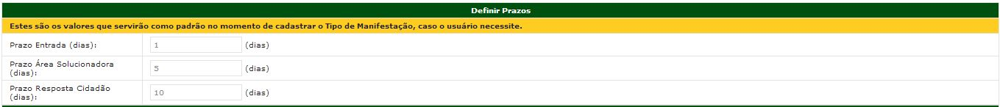 Definir Prazos
Estes são os valores que servirão como padrão no momento de cadastrar o Tipo de Manifestação, caso o usuário necessite.
Prazo Entrada (dias): 1 (dias)
Prazo Área Solucionadora
(dias): 5 (dias)
Prazo Resposta Cidadão
(dias): 10 (dias)